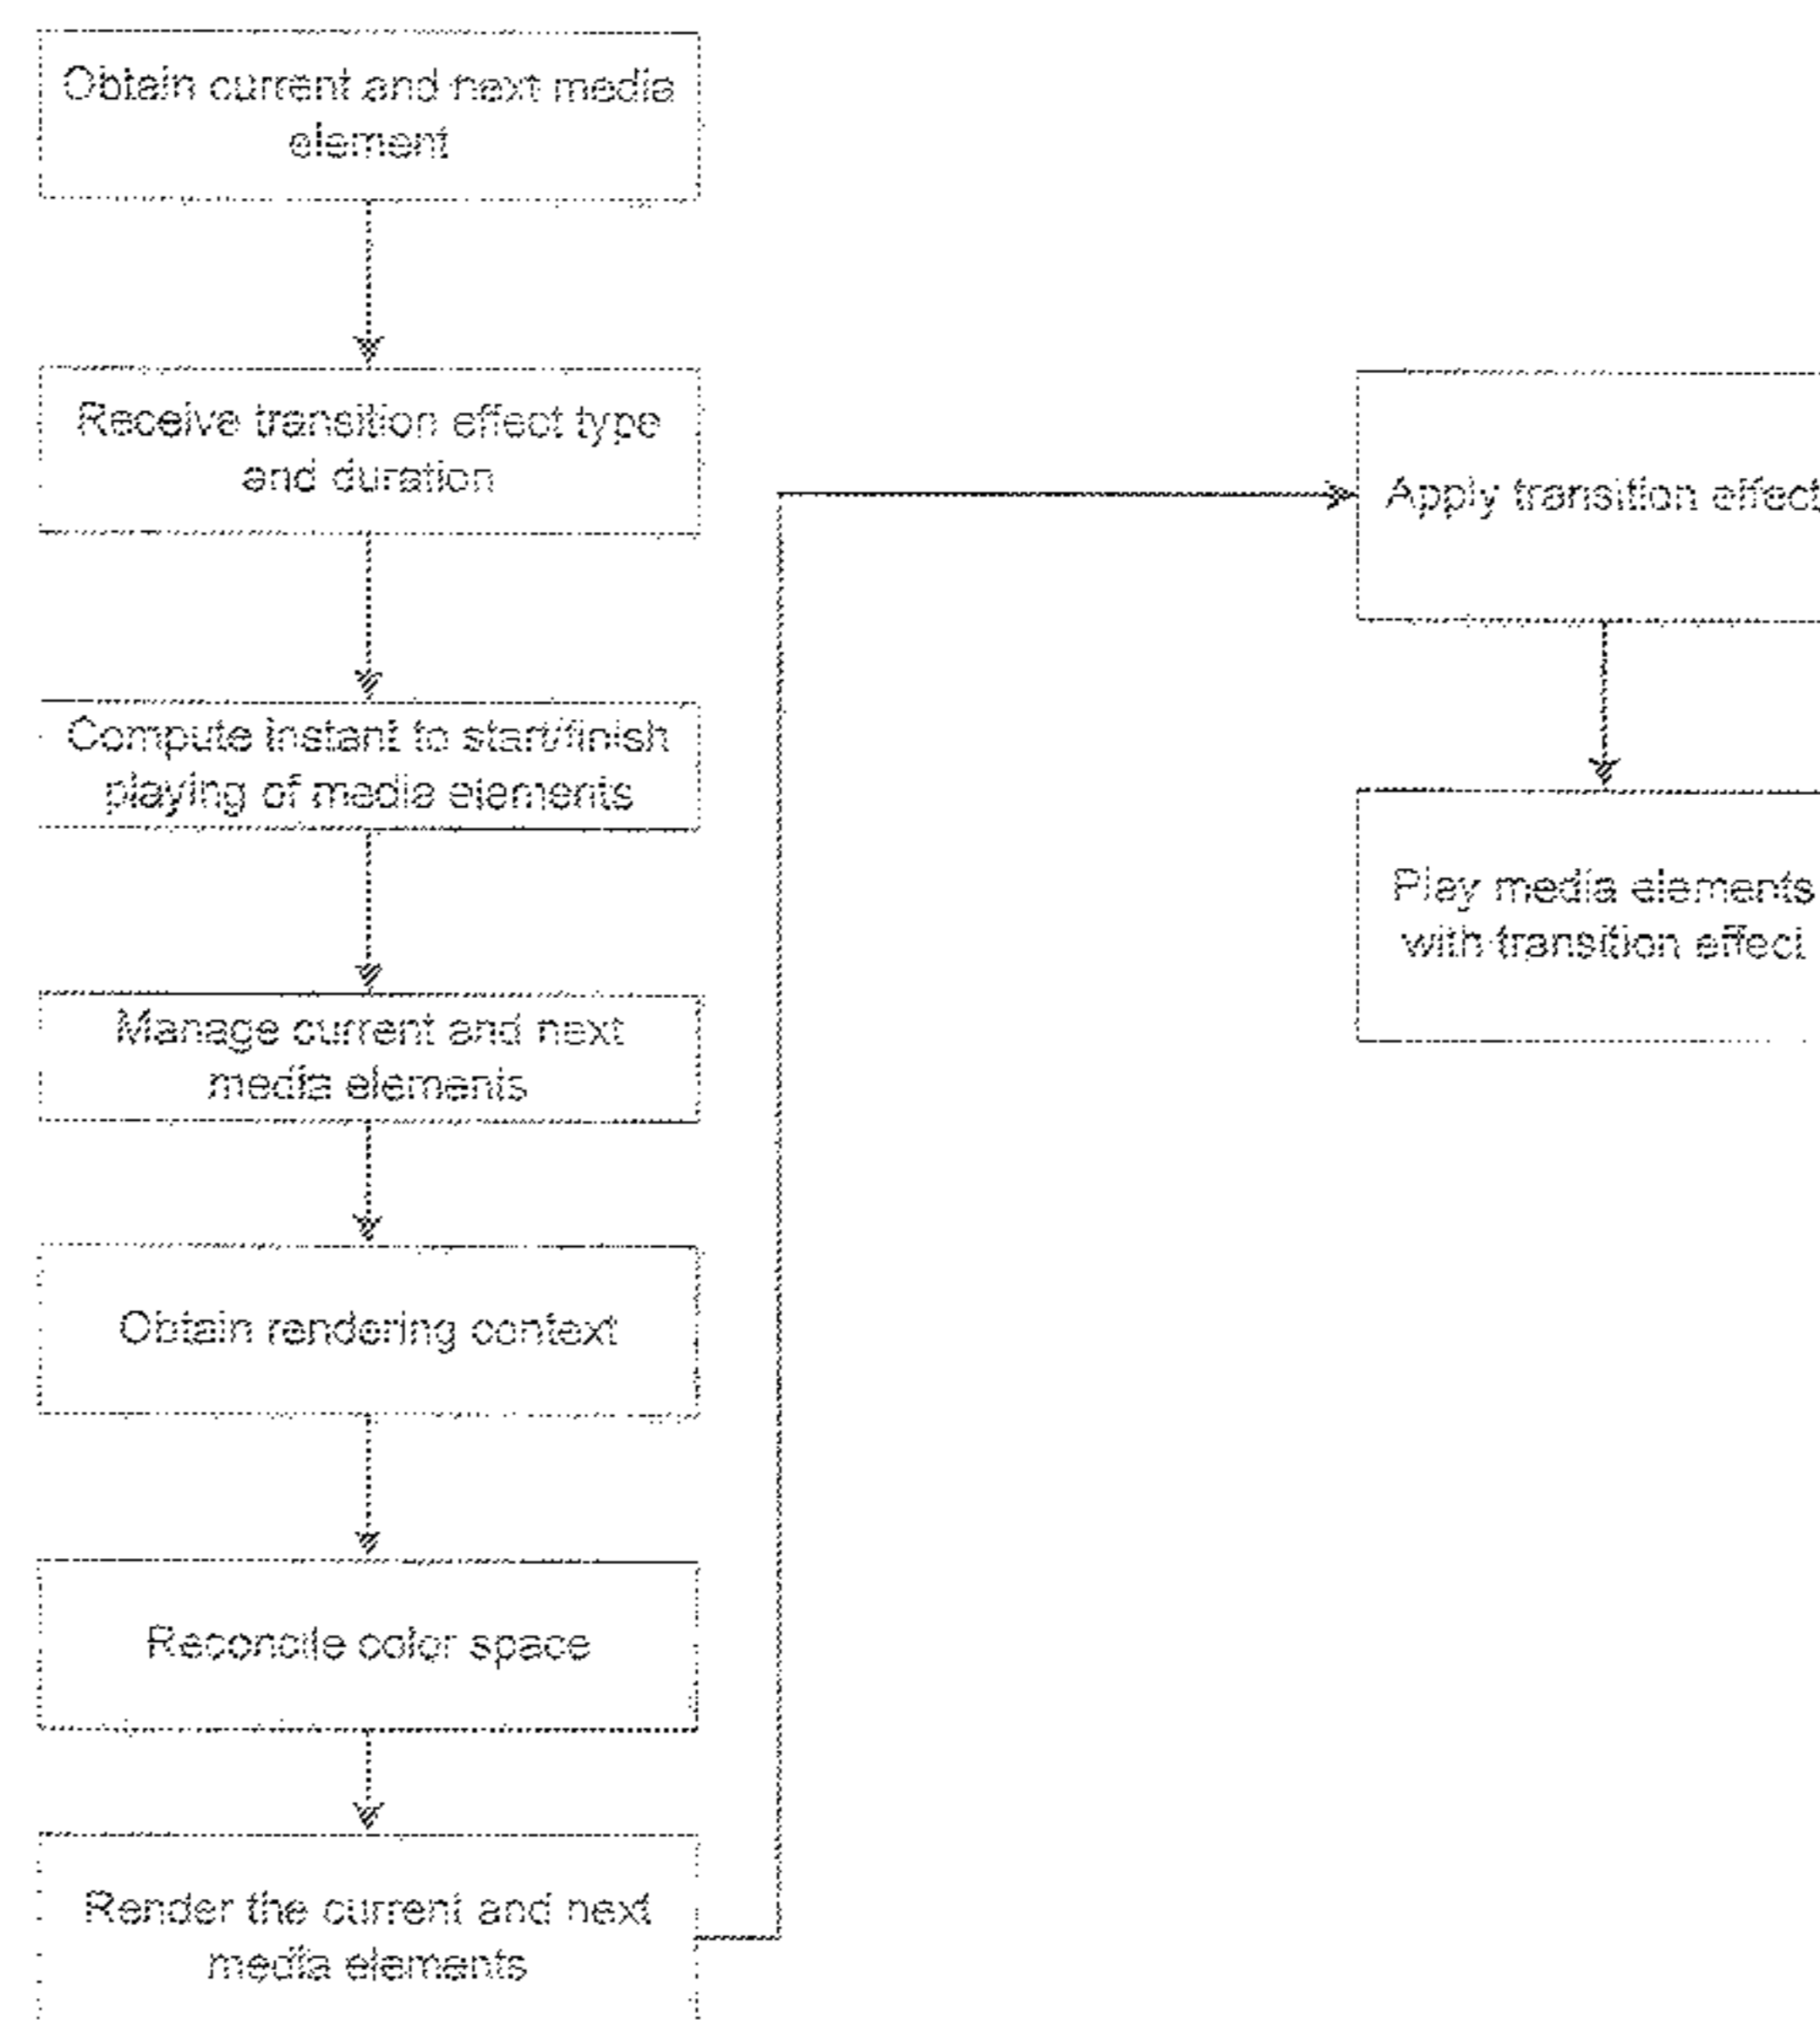 Obtain current and next media
element
Receive transition effect type
and duration
Compute instant to start/finish
playing of media elements
Manage current and next
media elements
Obtain rendering context
Reconcile color space
Render the current and next
media elements
Apply transition effect
Play media elements
with transition effect